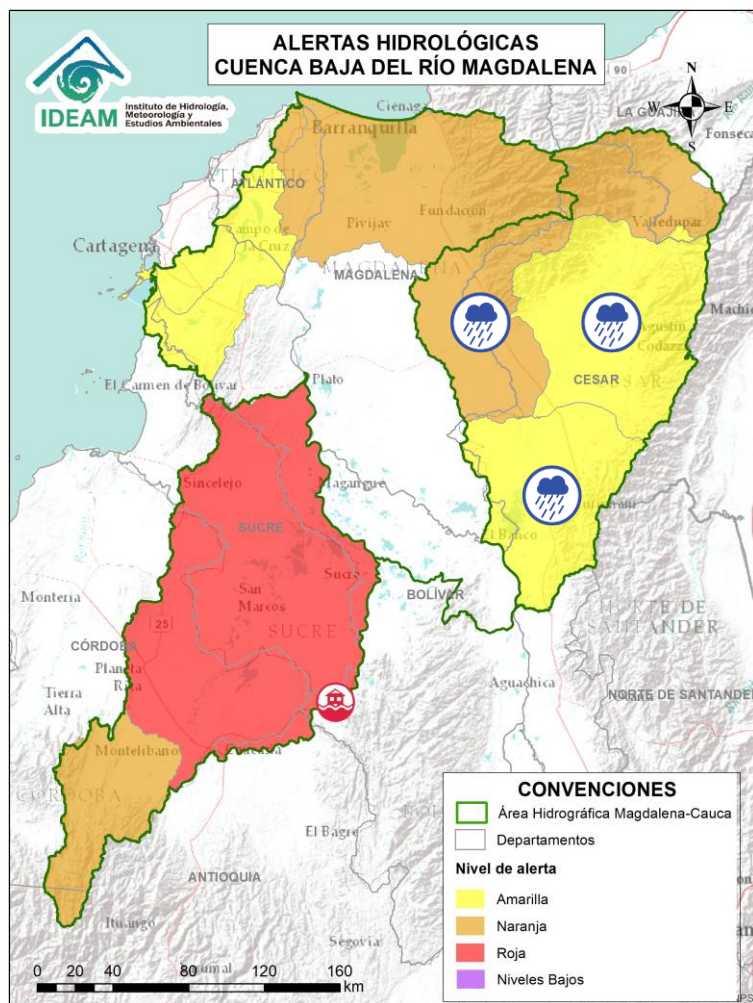 ALERTAS HIDROLÓGICAS
CUENCA BAJA DEL RÍO MAGDALENA
IDEAM
Instituto de Hidrología,
Meteorología y
Estudios Ambientales
N
W
E
S
90
LA GUAJI
Fonseca
Ciénaga
Barranquilla
ATLÁNTICO
Campo de
la Cruz
Pivijay
Fundación
Valledupar
Cartagena
MAGDALENA
Agustín
Codazzi
CESAR
El Carmen de Bolívar
Plato
Sincelejo
Magangue
SUCRE
El Banco
Sucre
BOLÍVAR
San
Marcos
SUCRE
Montería
25
CÓRDOBA
Planeta
Rica
Tierra
Alta
NORTE DE
SANTANDER
Aguachica
NORTE DE SANTANDER
Montelibano
CÓRDOBA
El Bagre
ANTIOQUIA
Ituango
Segovia
CONVENCIONES
Área Hidrográfica Magdalena-Cauca
Departamentos
Nivel de alerta
Amarilla
Naranja
Roja
Niveles Bajos
0 20 40 80 120 160
km